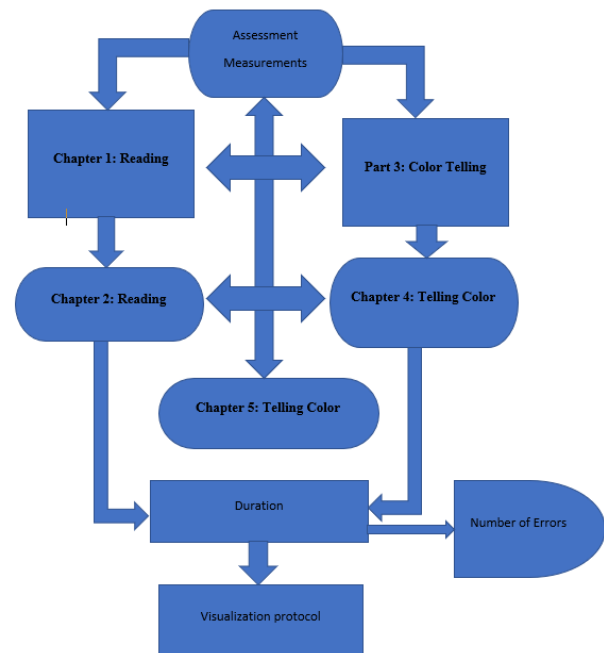 Assessment
Measurements
Chapter 1: Reading
Part 3: Color Telling
Chapter 2: Reading
Chapter 4: Telling Color
Chapter 5: Telling Color
Duration
Number of Errors
Visualization protocol